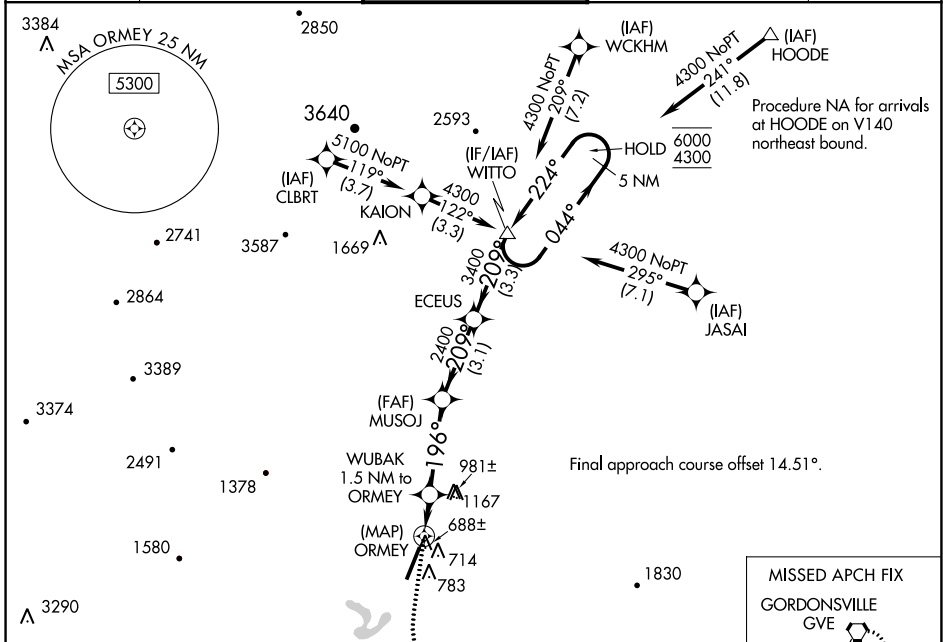 3384
2850
MSA ORMEY 25 NM
5300
(IAF)
WCKHM
(IAF)
HOODE
4300 NoPT
209°
(7.2)
4300 NoPT
241°
(11.8)
Procedure NA for arrivals
at HOODE on V140
northeast bound.
3640
2593
HOLD
6000
4300
5 NM
(IF/IAF)
WITTO
224°
044°
5100 NoPT
119°
(3.7)
(IAF)
CLBRT
KAION
4300
122°
(3.3)
2741
3587
1669
3400
209°
(3.3)
4300 NoPT
295°
(7.1)
(IAF)
JASAI
2864
ECEUS
2400
209°
(3.1)
3389
3374
(FAF)
MUSOJ
196°
2491
1378
WUBAK
1.5 NM to
ORMEY
981±
1167
Final approach course offset 14.51°.
(MAP)
ORMEY
688±
714
783
1580
1830
3290
MISSED APCH FIX
GORDONSVILLE
GVE